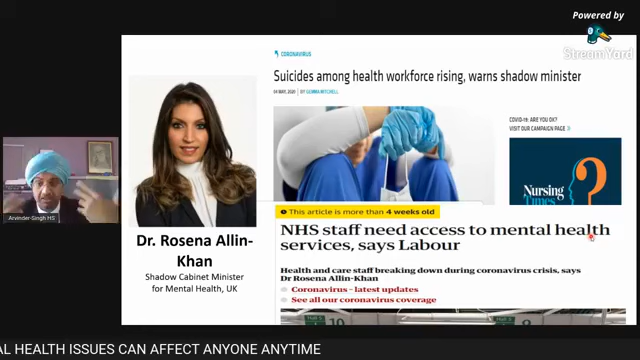 Powered by
StreamYard
CORONAVIRUS
Suicides among health workforce rising, warns shadow minister
04 MAY, 2020 | BY GEMMA MITCHELL
COVID-19: ARE YOU OK?
VISIT OUR CAMPAIGN PAGE
Nursing
Times
This article is more than 4 weeks old
NHS staff need access to mental health
services, says Labour
Health and care staff breaking down during coronavirus crisis, says
Dr Rosena Allin-Khan
Coronavirus – latest updates
See all our coronavirus coverage
Dr. Rosena Allin-
Khan
Shadow Cabinet Minister
for Mental Health, UK
Arvinder-Singh HS
AL HEALTH ISSUES CAN AFFECT ANYONE ANYTIME